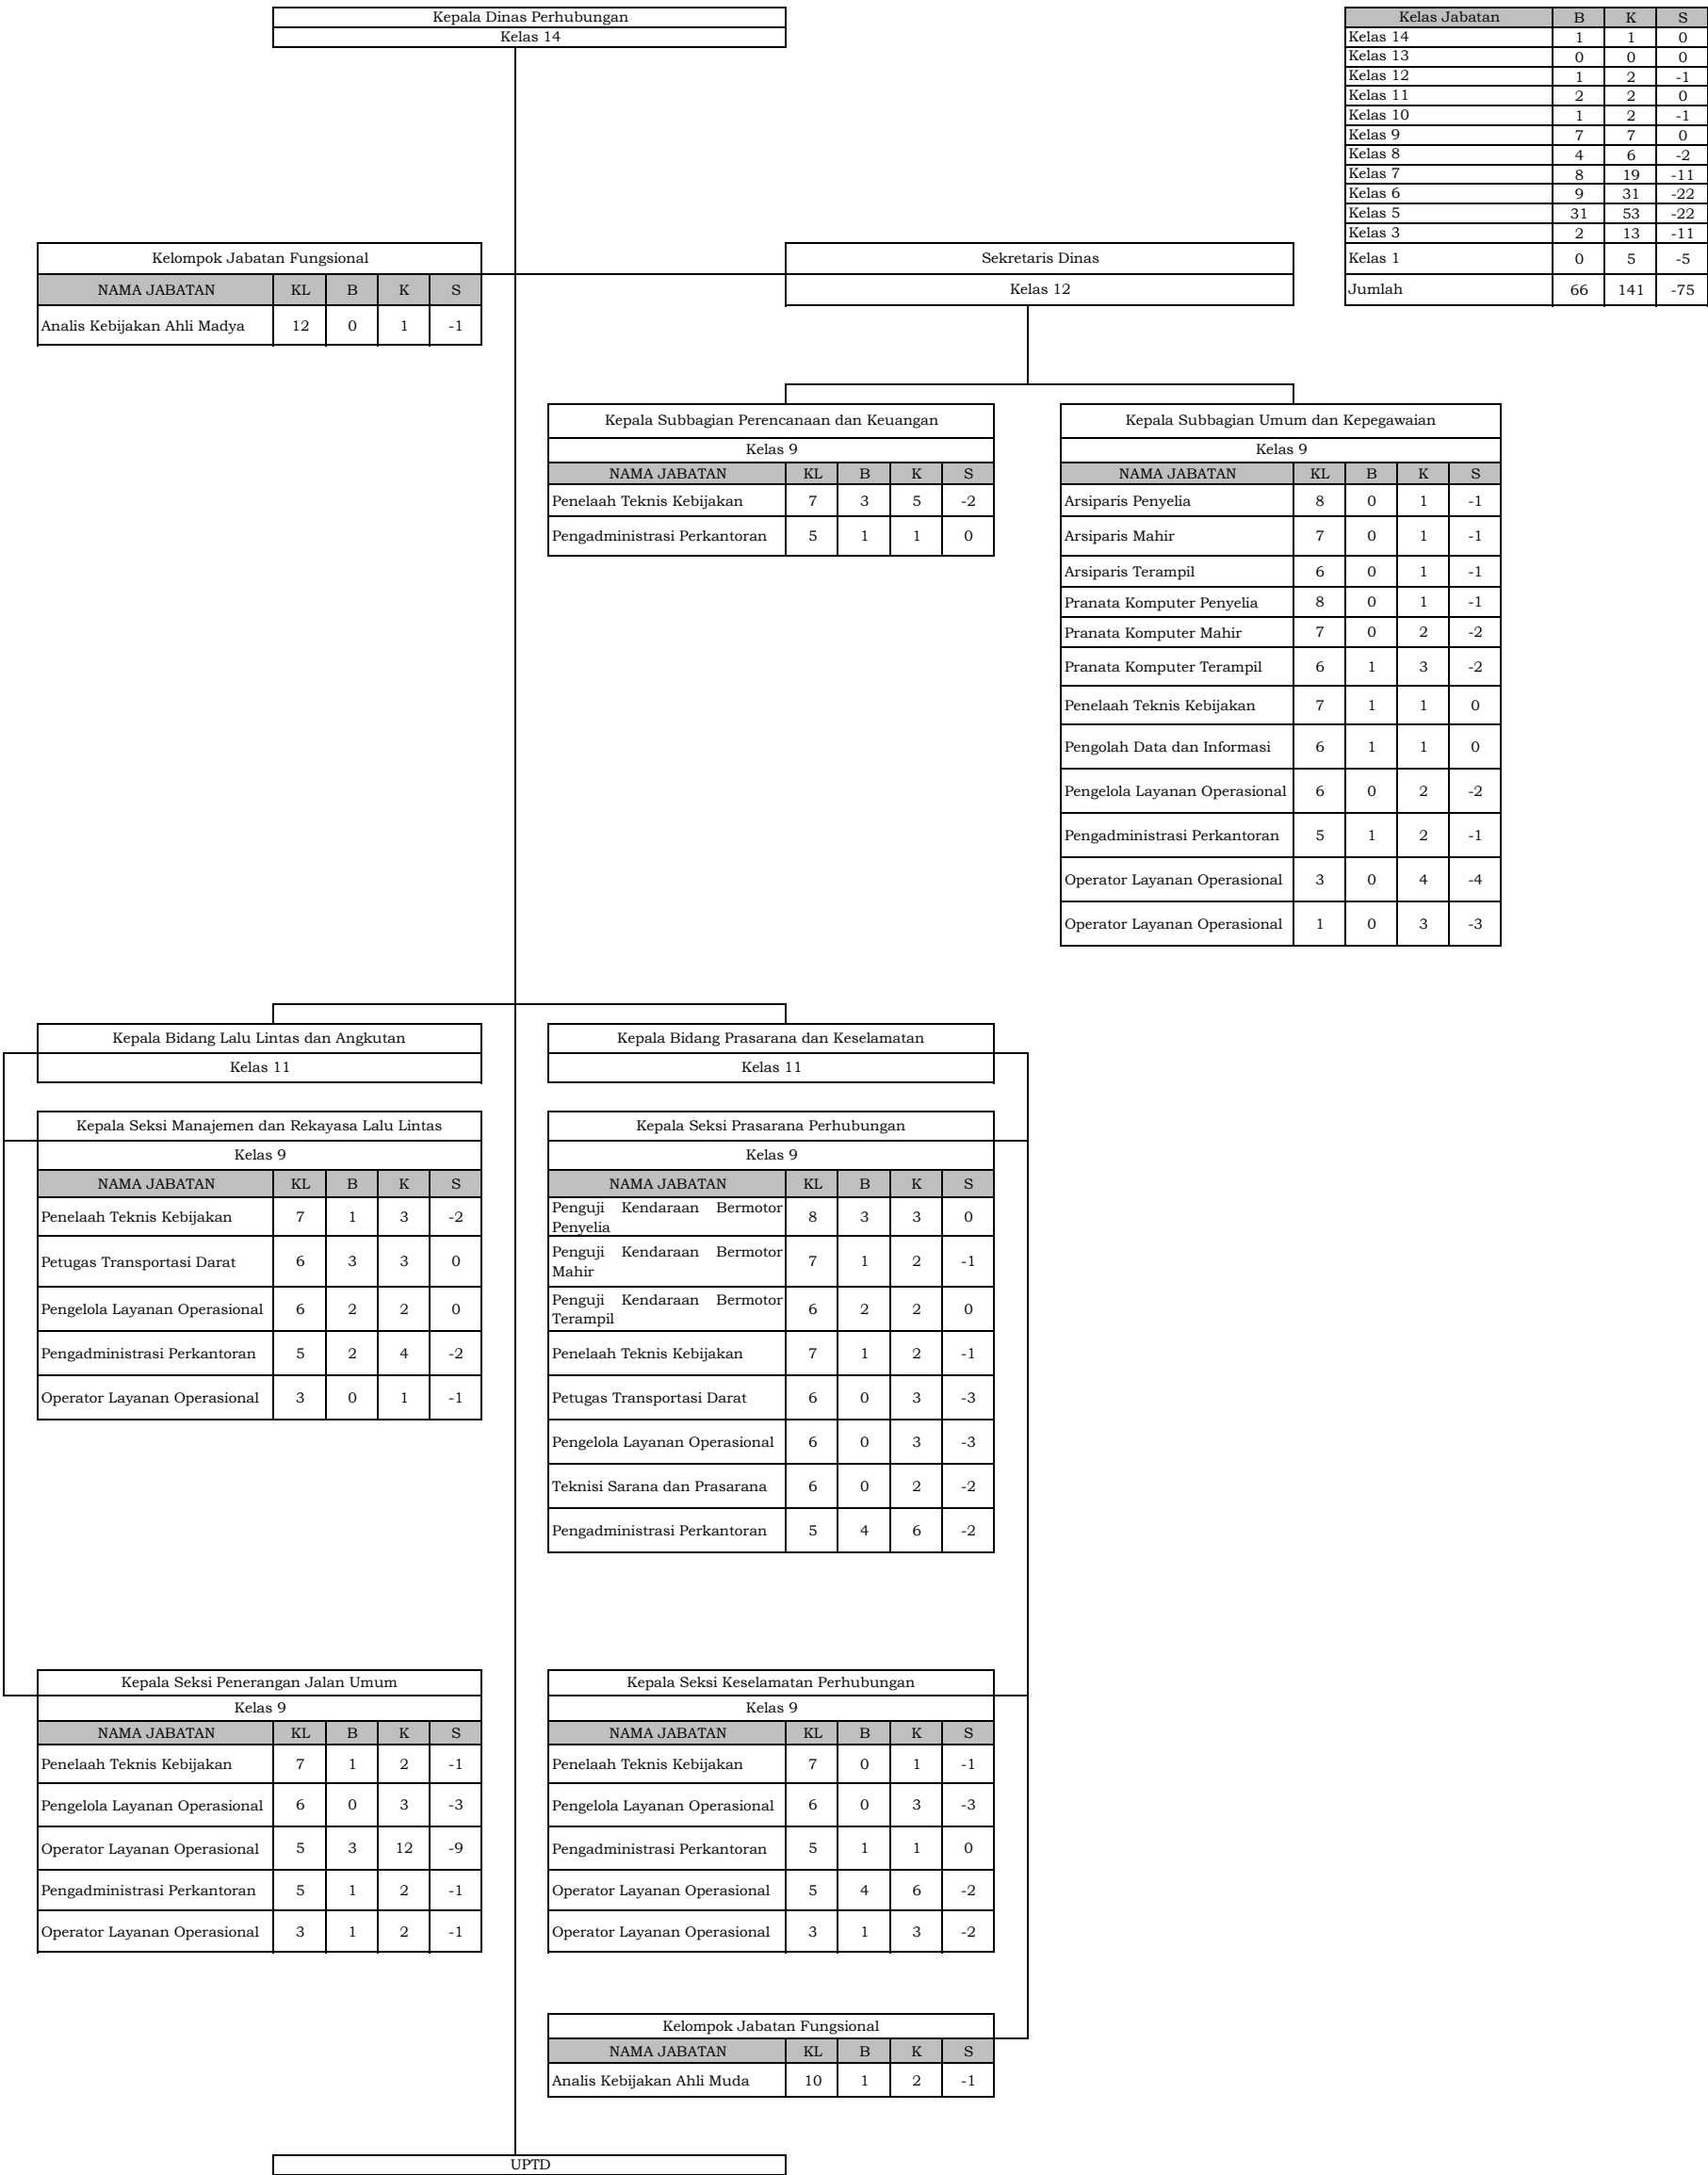 Kepala Dinas Perhubungan
Kelas 14
Kelas Jabatan B K S
Kelas 14 1 1 0
Kelas 13 0 0 0
Kelas 12 1 2 -1
Kelas 11 2 2 0
Kelas 10 1 2 -1
Kelas 9 7 7 0
Kelas 8 4 6 -2
Kelas 7 8 19 -11
Kelas 6 9 31 -22
Kelas 5 31 53 -22
Kelas 3 2 13 -11
Kelas 1 0 5 -5
Jumlah 66 141 -75
Kelompok Jabatan Fungsional
NAMA JABATAN KL B K S
Analis Kebijakan Ahli Madya 12 0 1 -1
Sekretaris Dinas
Kelas 12
Kepala Subbagian Perencanaan dan Keuangan
Kelas 9
NAMA JABATAN KL B K S
Penelaah Teknis Kebijakan 7 3 5 -2
Pengadministrasi Perkantoran 5 1 1 0
Kepala Subbagian Umum dan Kepegawaian
Kelas 9
NAMA JABATAN KL B K S
Arsiparis Penyelia 8 0 1 -1
Arsiparis Mahir 7 0 1 -1
Arsiparis Terampil 6 0 1 -1
Pranata Komputer Penyelia 8 0 1 -1
Pranata Komputer Mahir 7 0 2 -2
Pranata Komputer Terampil 6 1 3 -2
Penelaah Teknis Kebijakan 7 1 1 0
Pengolah Data dan Informasi 6 1 1 0
Pengelola Layanan Operasional 6 0 2 -2
Pengadministrasi Perkantoran 5 1 2 -1
Operator Layanan Operasional 3 0 4 -4
Operator Layanan Operasional 1 0 3 -3
Kepala Bidang Lalu Lintas dan Angkutan
Kelas 11
Kepala Seksi Manajemen dan Rekayasa Lalu Lintas
Kelas 9
NAMA JABATAN KL B K S
Penelaah Teknis Kebijakan 7 1 3 -2
Petugas Transportasi Darat 6 3 3 0
Pengelola Layanan Operasional 6 2 2 0
Pengadministrasi Perkantoran 5 2 4 -2
Operator Layanan Operasional 3 0 1 -1
Kepala Bidang Prasarana dan Keselamatan
Kelas 11
Kepala Seksi Prasarana Perhubungan
Kelas 9
NAMA JABATAN KL B K S
Penguji Kendaraan Bermotor
Penyelia 8 3 3 0
Penguji Kendaraan Bermotor
Mahir 7 1 2 -1
Penguji Kendaraan Bermotor
Terampil 6 2 2 0
Penelaah Teknis Kebijakan 7 1 2 -1
Petugas Transportasi Darat 6 0 3 -3
Pengelola Layanan Operasional 6 0 3 -3
Teknisi Sarana dan Prasarana 6 0 2 -2
Pengadministrasi Perkantoran 5 4 6 -2
Kepala Seksi Penerangan Jalan Umum
Kelas 9
NAMA JABATAN KL B K S
Penelaah Teknis Kebijakan 7 1 2 -1
Pengelola Layanan Operasional 6 0 3 -3
Operator Layanan Operasional 5 3 12 -9
Pengadministrasi Perkantoran 5 1 2 -1
Operator Layanan Operasional 3 1 2 -1
Kepala Seksi Keselamatan Perhubungan
Kelas 9
NAMA JABATAN KL B K S
Penelaah Teknis Kebijakan 7 0 1 -1
Pengelola Layanan Operasional 6 0 3 -3
Pengadministrasi Perkantoran 5 1 1 0
Operator Layanan Operasional 5 4 6 -2
Operator Layanan Operasional 3 1 3 -2
Kelompok Jabatan Fungsional
NAMA JABATAN KL B K S
Analis Kebijakan Ahli Muda 10 1 2 -1
UPTD